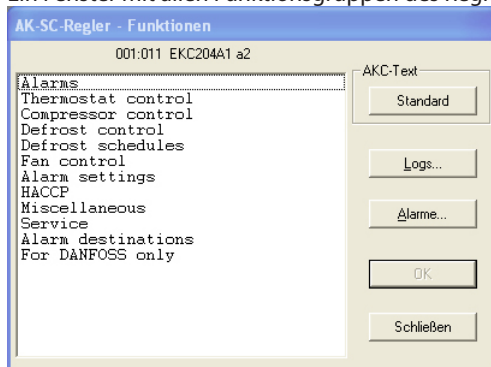 Ein Fenster mit allen Funktionsgruppen des Reg
AK-SC-Regler - Funktionen
001:011 EKC204A1 a2
Alarms
Thermostat control
Compressor control
Defrost control
Defrost schedules
Fan control
Alarm settings
HACCP
Miscellaneous
Service
Alarm destinations
For DANFOSS only
AKC-Text
Standard
Logs...
Alarme...
OK
Schließen